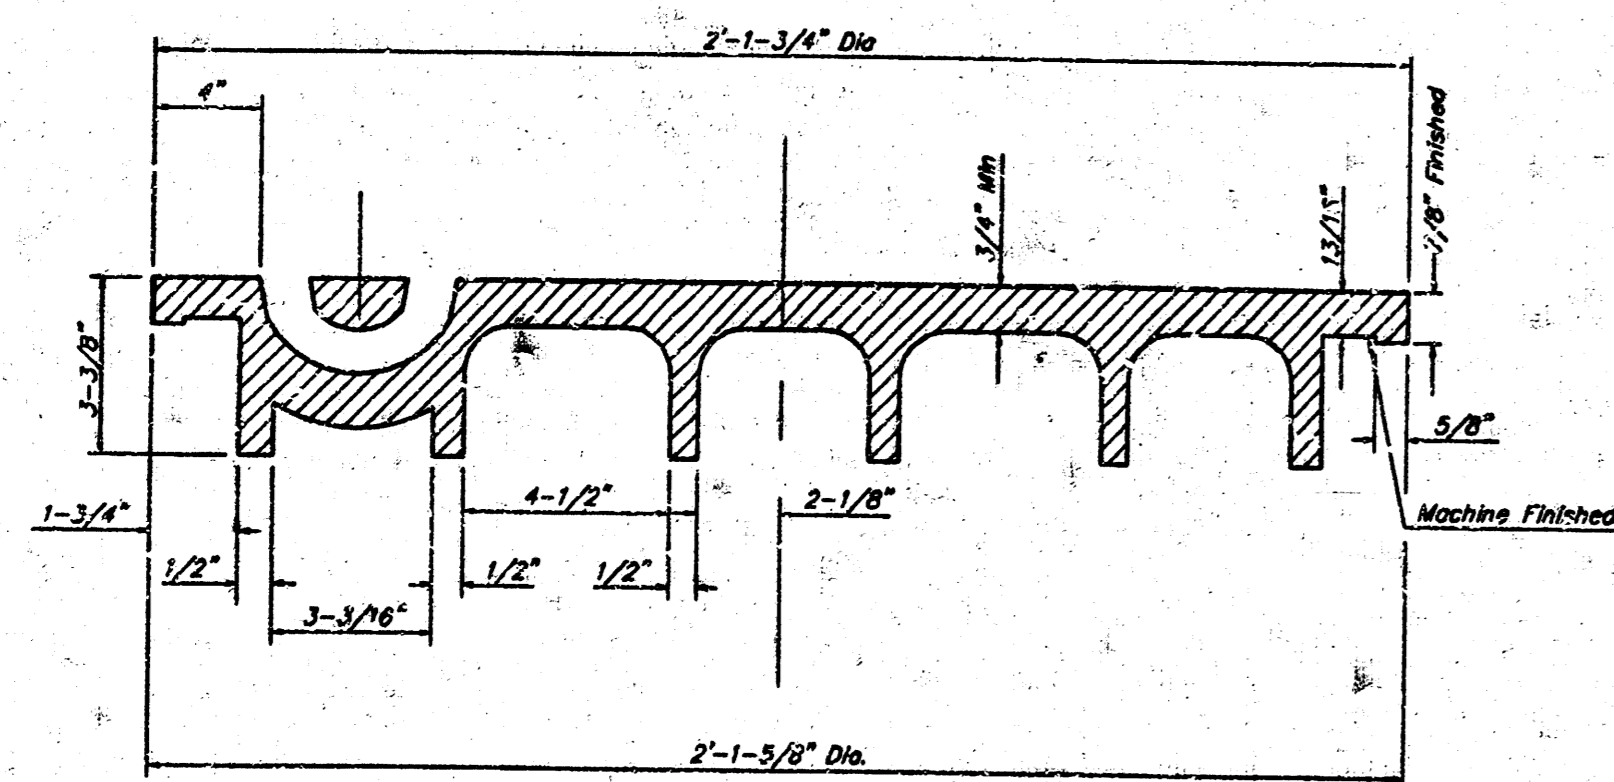 2'-1-3/4" Dia
4"
3/4" Min
13/15"
Finished
3-3/8"
5/8"
4-1/2"
2-1/8"
1-3/4"
Machine Finished
1/2"
1/2"
1/2"
3-3/16"
2'-1-5/8" Dia.